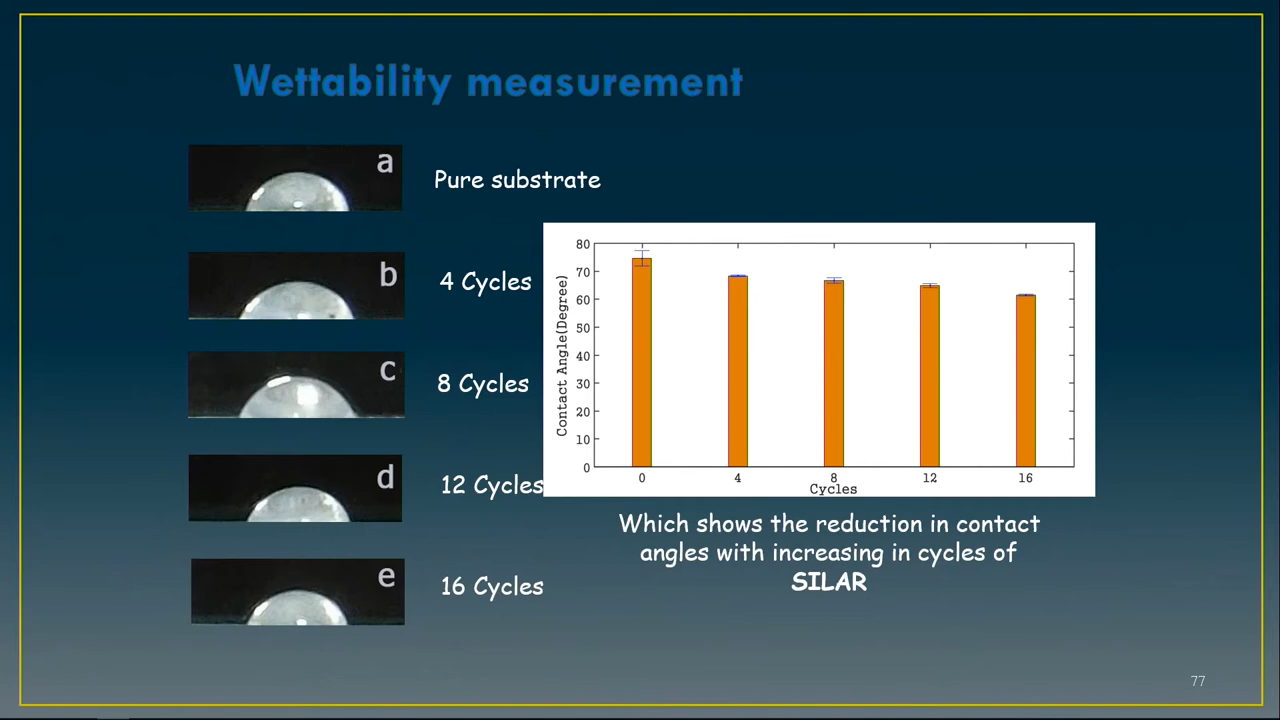 Wettability measurement
a
Pure substrate
b
4 Cycles
c
8 Cycles
d
12 Cycles
e
16 Cycles
80
70
60
50
40
30
20
10
0
Contact Angle(Degree)
0 4 8 12 16
Cycles
Which shows the reduction in contact
angles with increasing in cycles of
SILAR
77